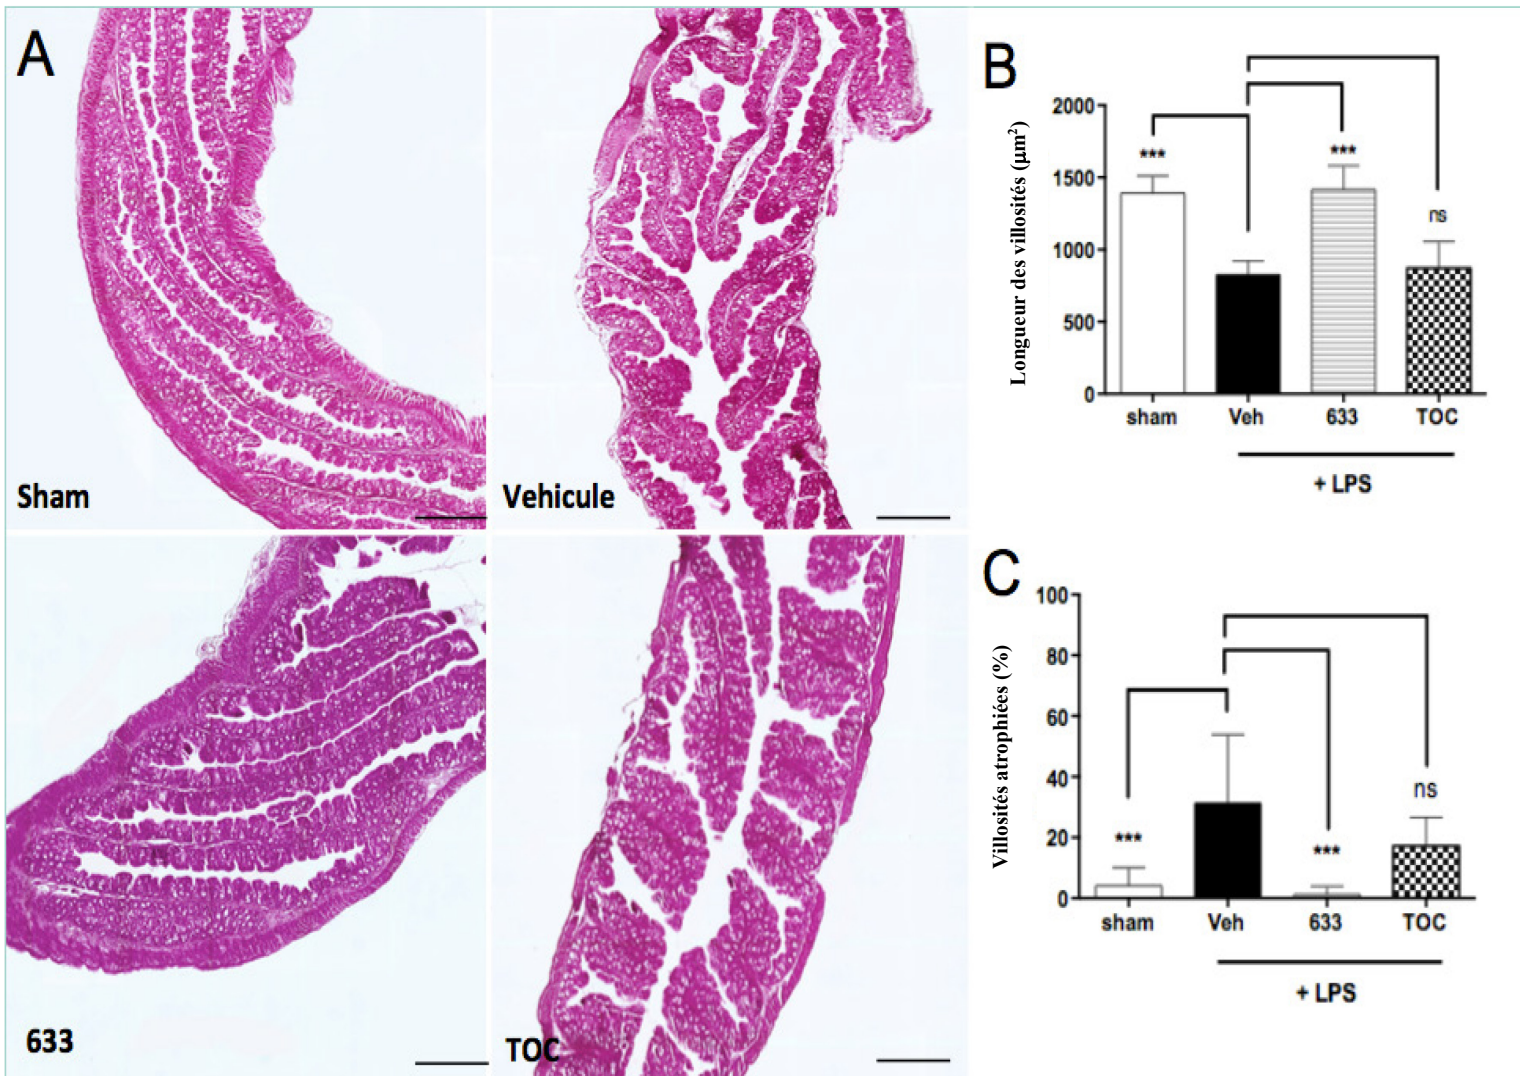 A
Sham
Vehicule
633
TOC
B
Longueur des villosités (µm²)
2000
1500
1000
500
0
***
***
ns
sham Veh 633 TOC
+ LPS
C
Villosités atrophiées (%)
100
80
60
40
20
0
***
***
ns
sham Veh 633 TOC
+ LPS